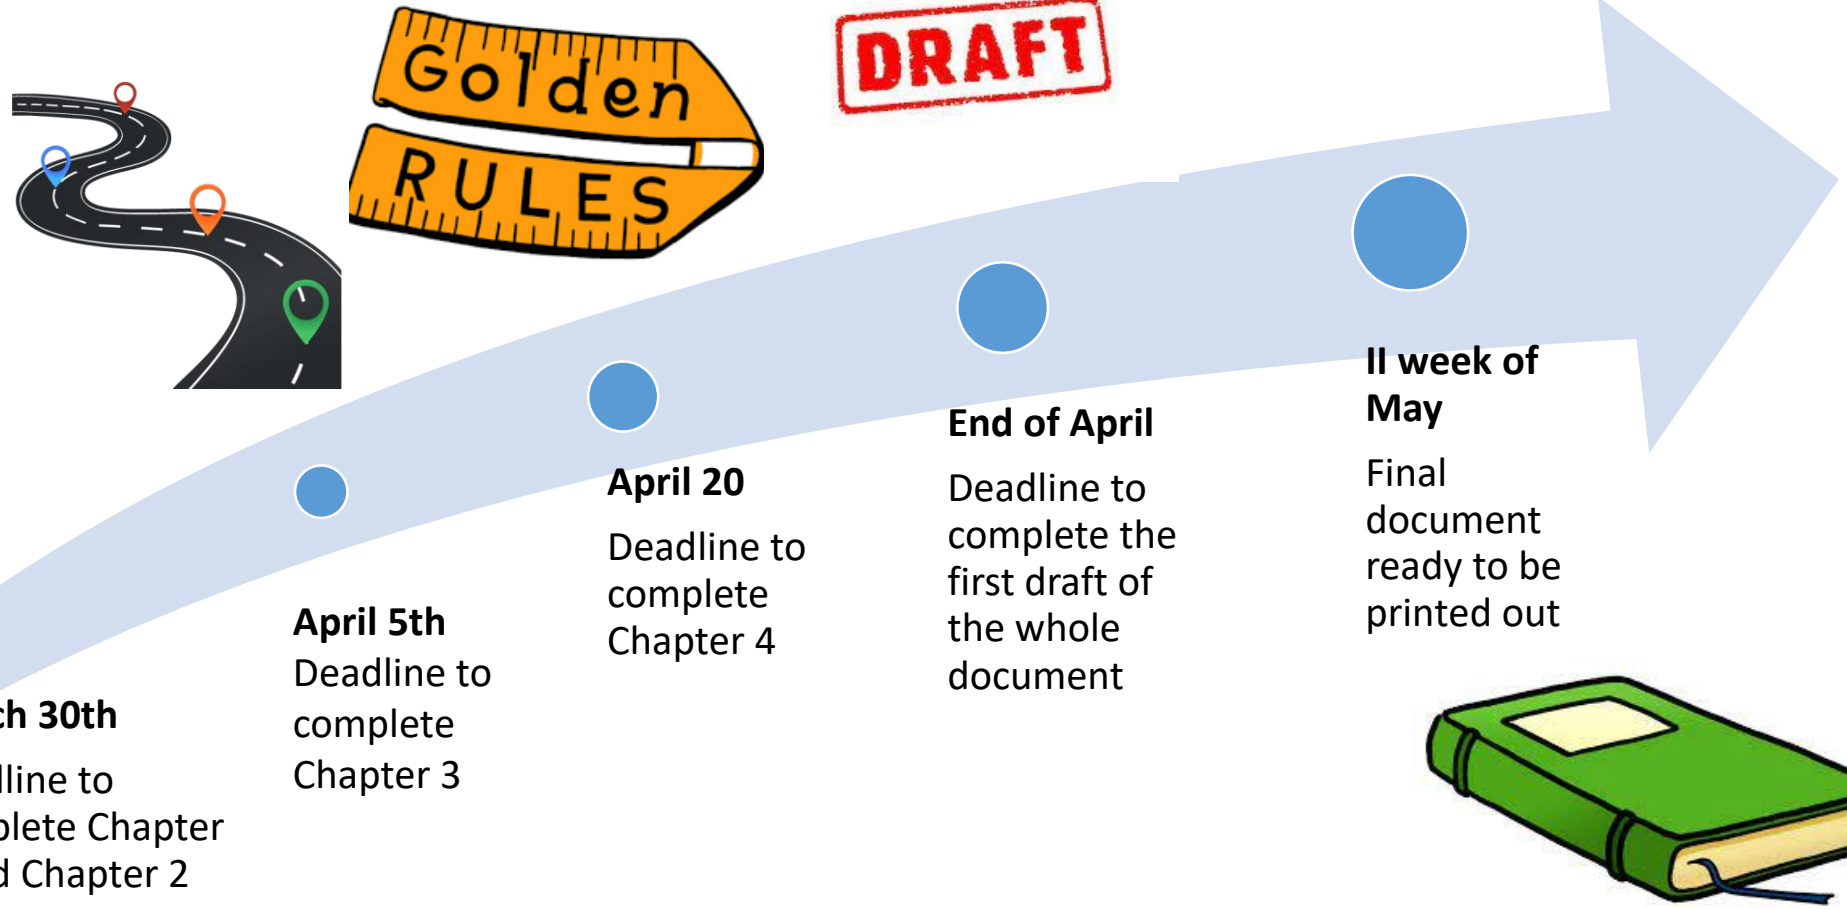 Golden
RULES
DRAFT
ch 30th
line to
plete Chapter
d Chapter 2
April 5th
Deadline to
complete
Chapter 3
April 20
Deadline to
complete
Chapter 4
End of April
Deadline to
complete the
first draft of
the whole
document
II week of
May
Final
document
ready to be
printed out